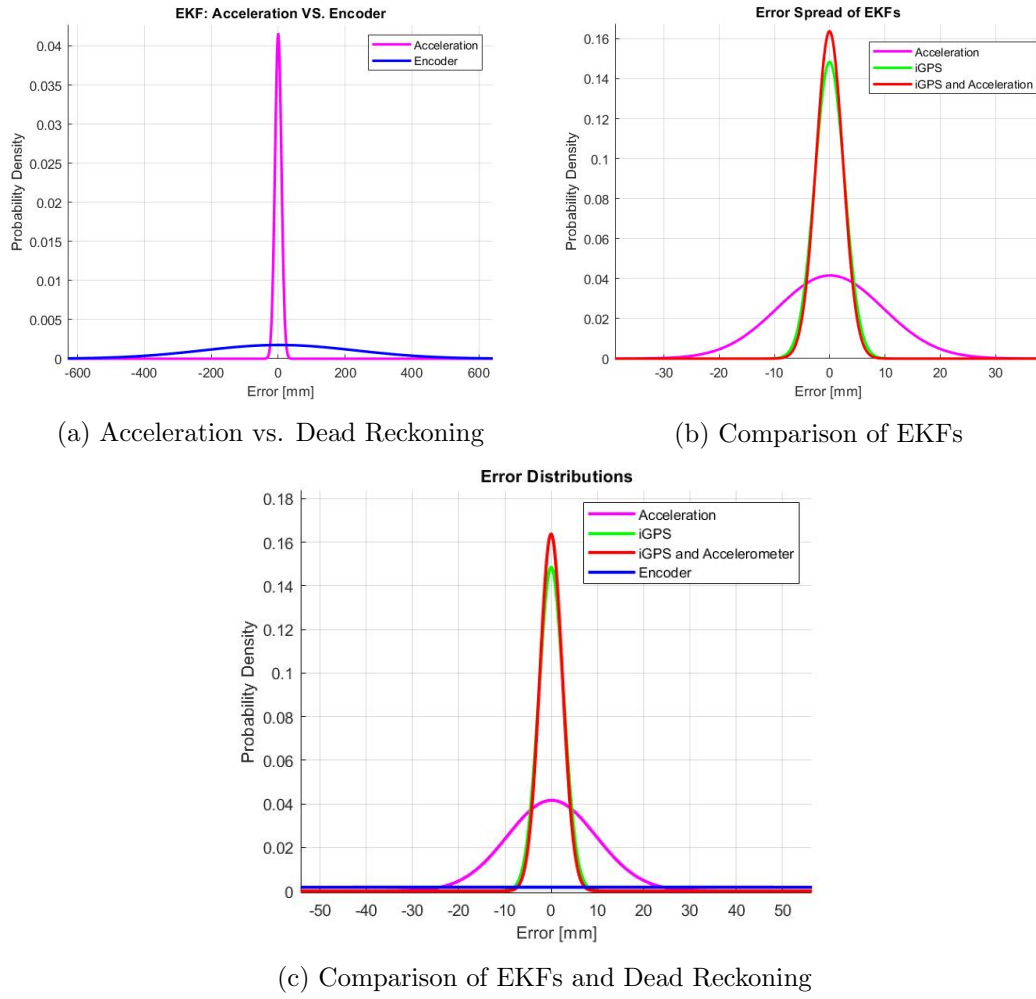 EKF: Acceleration VS. Encoder
Acceleration
Encoder
0.04
0.035
0.03
0.025
0.02
0.015
0.01
0.005
0
Probability Density
-600 -400 -200 0 200 400 600
Error [mm]
(a) Acceleration vs. Dead Reckoning
Error Spread of EKFs
Acceleration
iGPS
iGPS and Acceleration
0.16
0.14
0.12
0.1
0.08
0.06
0.04
0.02
0
Probability Density
-30 -20 -10 0 10 20 30
Error [mm]
(b) Comparison of EKFs
Error Distributions
Acceleration
iGPS
iGPS and Accelerometer
Encoder
0.18
0.16
0.14
0.12
0.1
0.08
0.06
0.04
0.02
0
Probability Density
-50 -40 -30 -20 -10 0 10 20 30 40 50
Error [mm]
(c) Comparison of EKFs and Dead Reckoning